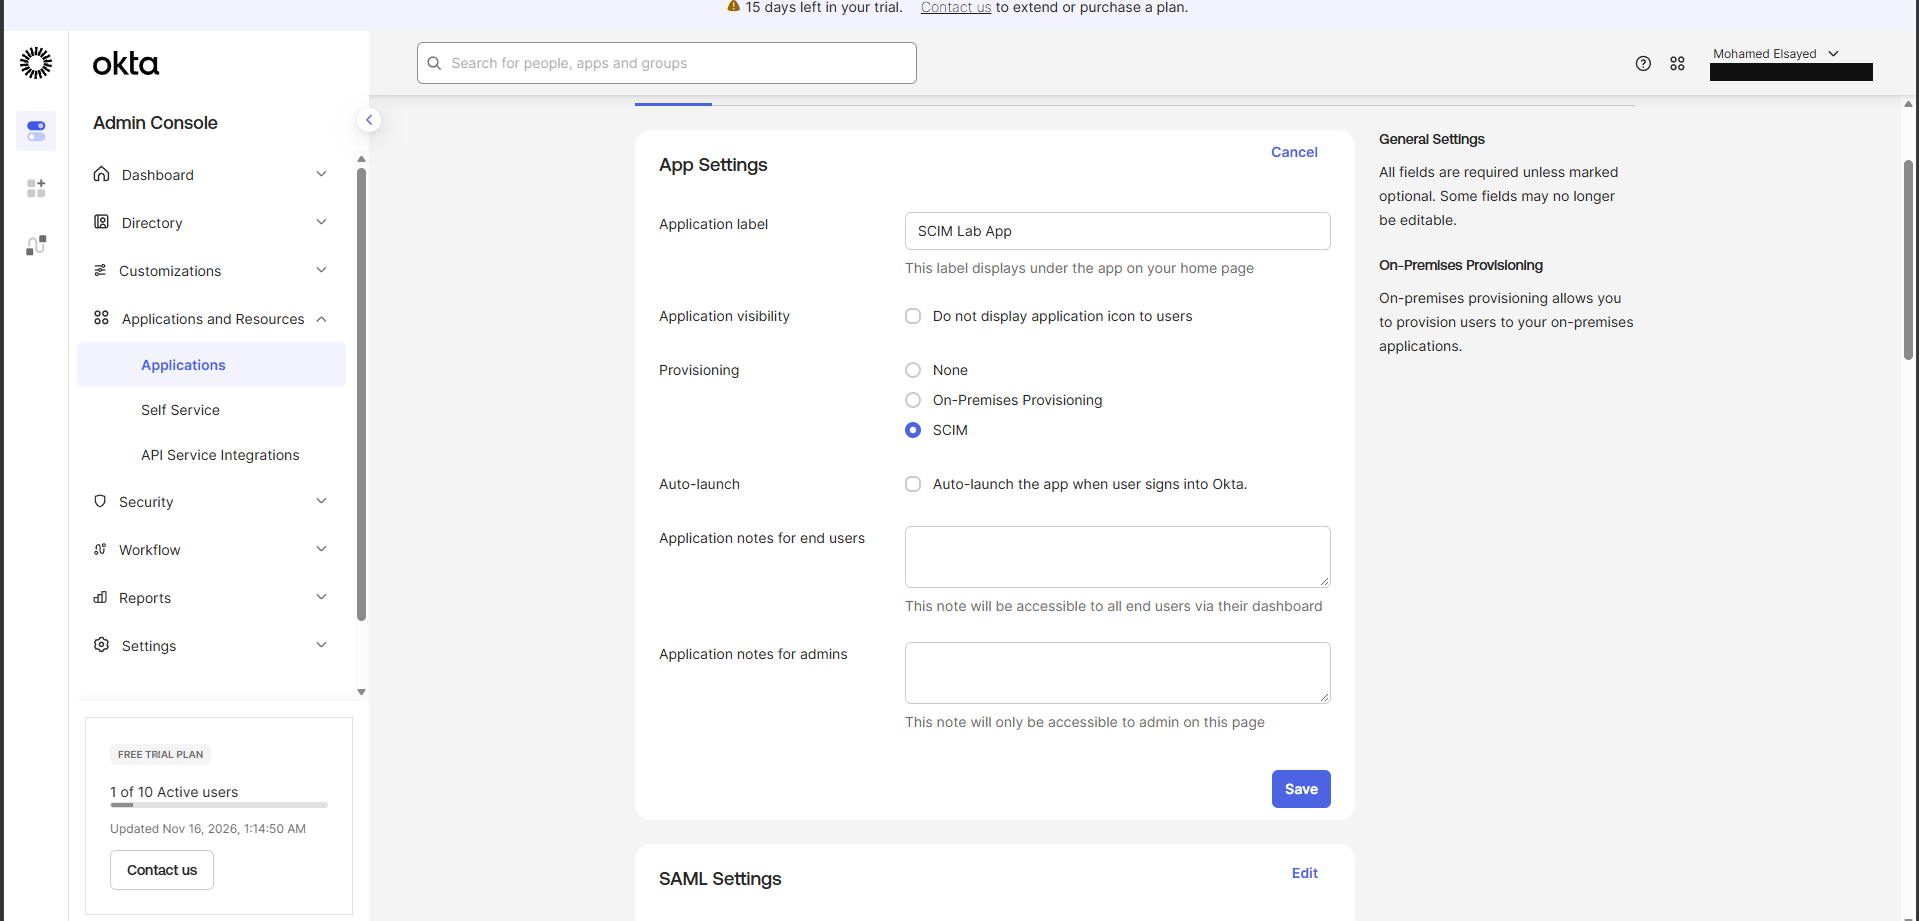 15 days left in your trial. Contact us to extend or purchase a plan.
okta
Search for people, apps and groups
Mohamed Elsayed
Admin Console
Dashboard
Directory
Customizations
Applications and Resources
Applications
Self Service
API Service Integrations
Security
Workflow
Reports
Settings
FREE TRIAL PLAN
1 of 10 Active users
Updated Nov 16, 2026, 1:14:50 AM
Contact us
App Settings
Cancel
Application label
SCIM Lab App
This label displays under the app on your home page
Application visibility
Do not display application icon to users
Provisioning
None
On-Premises Provisioning
SCIM
Auto-launch
Auto-launch the app when user signs into Okta.
Application notes for end users
This note will be accessible to all end users via their dashboard
Application notes for admins
This note will only be accessible to admin on this page
Save
SAML Settings
Edit
General Settings
All fields are required unless marked
optional. Some fields may no longer
be editable.
On-Premises Provisioning
On-premises provisioning allows you
to provision users to your on-premises
applications.